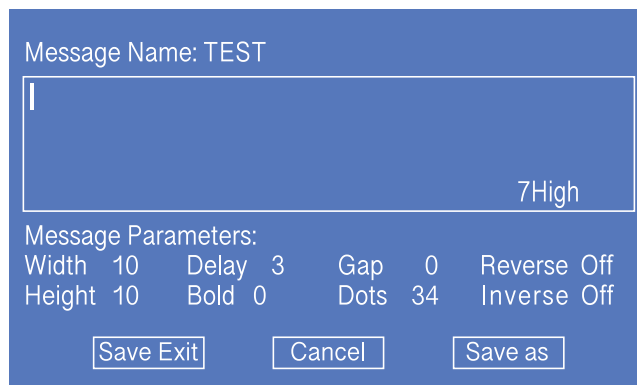 Message Name: TEST
7High
Message Parameters:
Width 10 Delay 3 Gap 0 Reverse Off
Height 10 Bold 0 Dots 34 Inverse Off
Save Exit Cancel Save as